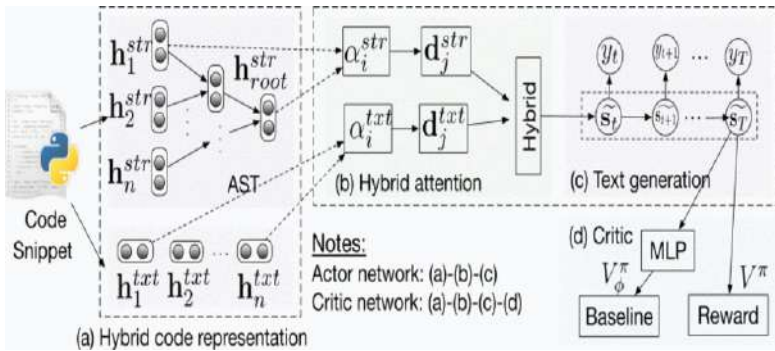 h_1^{str}
h_2^{str}
h_n^{str}
h_{root}^{str}
AST
Code
Snippet
h_1^{txt} h_2^{txt} ... h_n^{txt}
(a) Hybrid code representation
α_i^{str} d_j^{str}
α_i^{txt} d_j^{txt}
Hybrid
(b) Hybrid attention
y_t y_{t+1} ... y_T
s̃_t s̃_{t+1} ... s̃_T
(c) Text generation
Notes:
Actor network: (a)-(b)-(c)
Critic network: (a)-(b)-(c)-(d)
(d) Critic
MLP
V_ϕ^π V^π
Baseline Reward